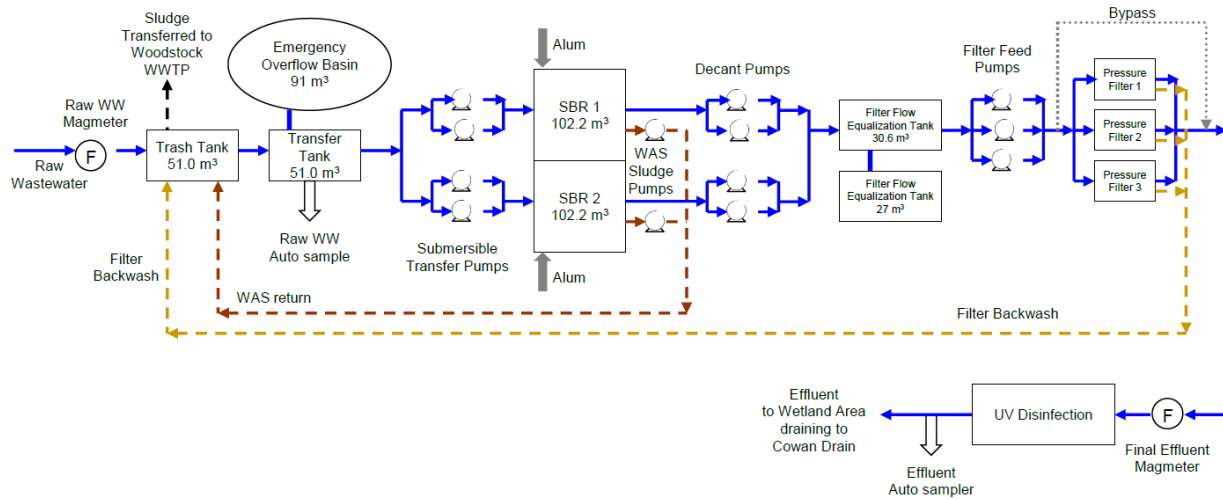 Sludge
Transferred to
Woodstock
WWTP
Emergency
Overflow Basin
91 m³
Raw WW
Magmeter
F
Raw
Wastewater
Trash Tank
51.0 m³
Transfer
Tank
51.0 m³
Raw WW
Auto sample
Submersible
Transfer Pumps
Alum
SBR 1
102.2 m³
SBR 2
102.2 m³
Alum
WAS
Sludge
Pumps
Decant Pumps
Filter Flow
Equalization Tank
30.6 m³
Filter Flow
Equalization Tank
27 m³
Filter Feed
Pumps
Bypass
Pressure
Filter 1
Pressure
Filter 2
Pressure
Filter 3
Filter
Backwash
WAS return
Filter Backwash
Effluent
to Wetland Area
draining to
Cowan Drain
UV Disinfection
F
Final Effluent
Magmeter
Effluent
Auto sampler